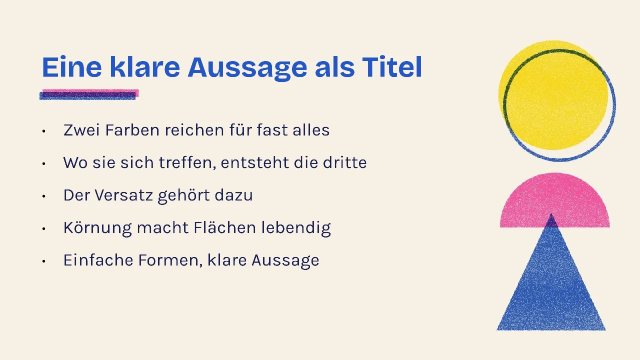 Eine klare Aussage als Titel
• Zwei Farben reichen für fast alles
• Wo sie sich treffen, entsteht die dritte
• Der Versatz gehört dazu
• Körnung macht Flächen lebendig
• Einfache Formen, klare Aussage